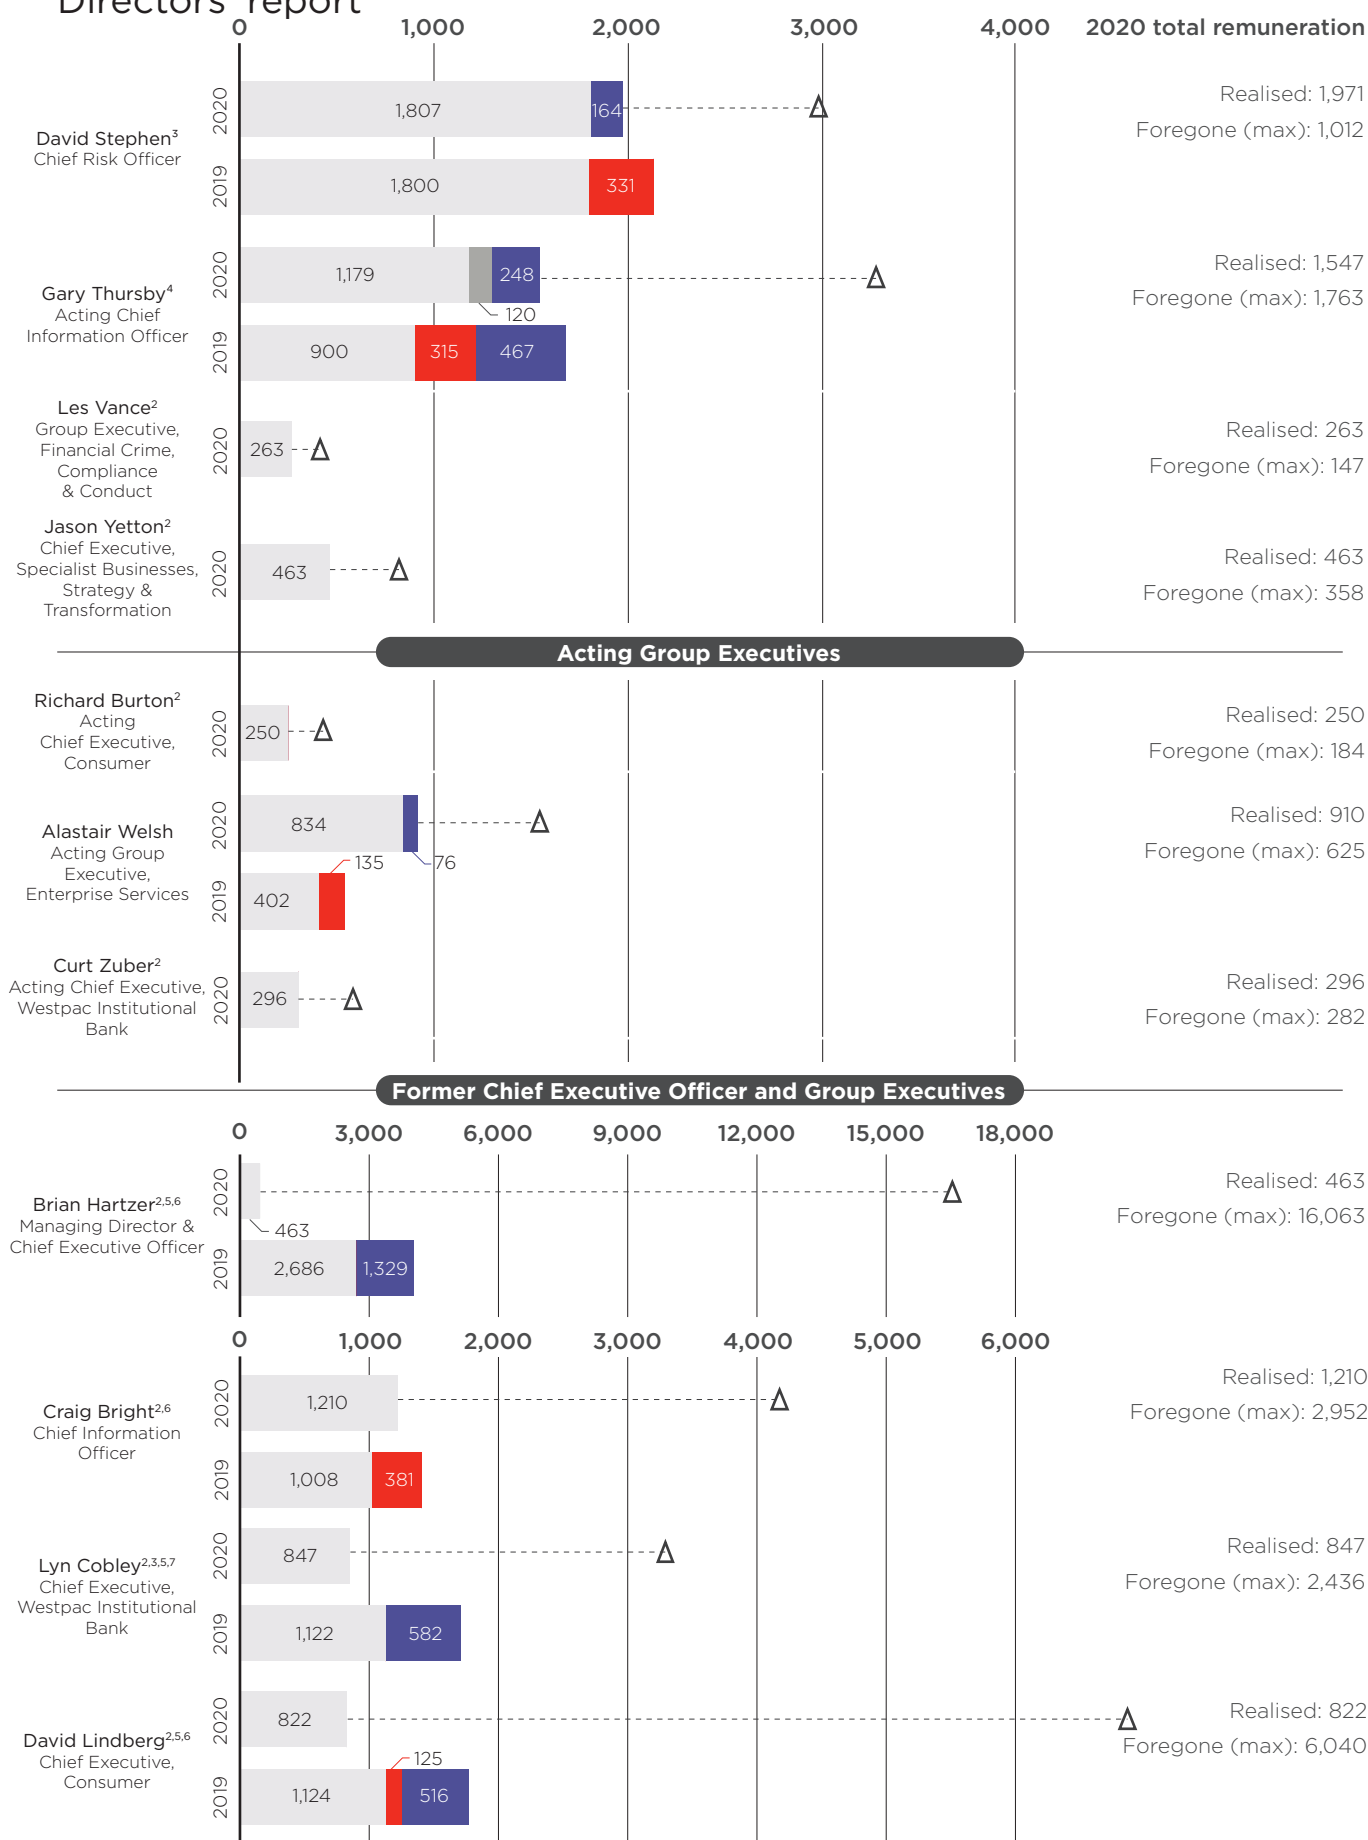 Directors' report
0 1,000 2,000 3,000 4,000 2020 total remuneration
David Stephen³
Chief Risk Officer
2020
1,807 164
Realised: 1,971
Foregone (max): 1,012
2019
1,800 331
Gary Thursby⁴
Acting Chief
Information Officer
2020
1,179 248
120
Realised: 1,547
Foregone (max): 1,763
2019
900 315 467
Les Vance²
Group Executive,
Financial Crime,
Compliance
& Conduct
2020
263
Realised: 263
Foregone (max): 147
Jason Yetton²
Chief Executive,
Specialist Businesses,
Strategy &
Transformation
2020
463
Realised: 463
Foregone (max): 358
Acting Group Executives
Richard Burton²
Acting
Chief Executive,
Consumer
2020
250
Realised: 250
Foregone (max): 184
Alastair Welsh
Acting Group
Executive,
Enterprise Services
2020
834
76
Realised: 910
Foregone (max): 625
2019
402
135
Curt Zuber²
Acting Chief Executive,
Westpac Institutional
Bank
2020
296
Realised: 296
Foregone (max): 282
Former Chief Executive Officer and Group Executives
0 3,000 6,000 9,000 12,000 15,000 18,000
Brian Hartzer²,⁵,⁶
Managing Director &
Chief Executive Officer
2020
463
Realised: 463
Foregone (max): 16,063
2019
2,686 1,329
0 1,000 2,000 3,000 4,000 5,000 6,000
Craig Bright²,⁶
Chief Information
Officer
2020
1,210
Realised: 1,210
Foregone (max): 2,952
2019
1,008 381
Lyn Cobley²,³,⁵,⁷
Chief Executive,
Westpac Institutional
Bank
2020
847
Realised: 847
Foregone (max): 2,436
2019
1,122 582
David Lindberg²,⁵,⁶
Chief Executive,
Consumer
2020
822
Realised: 822
Foregone (max): 6,040
2019
1,124 516
125